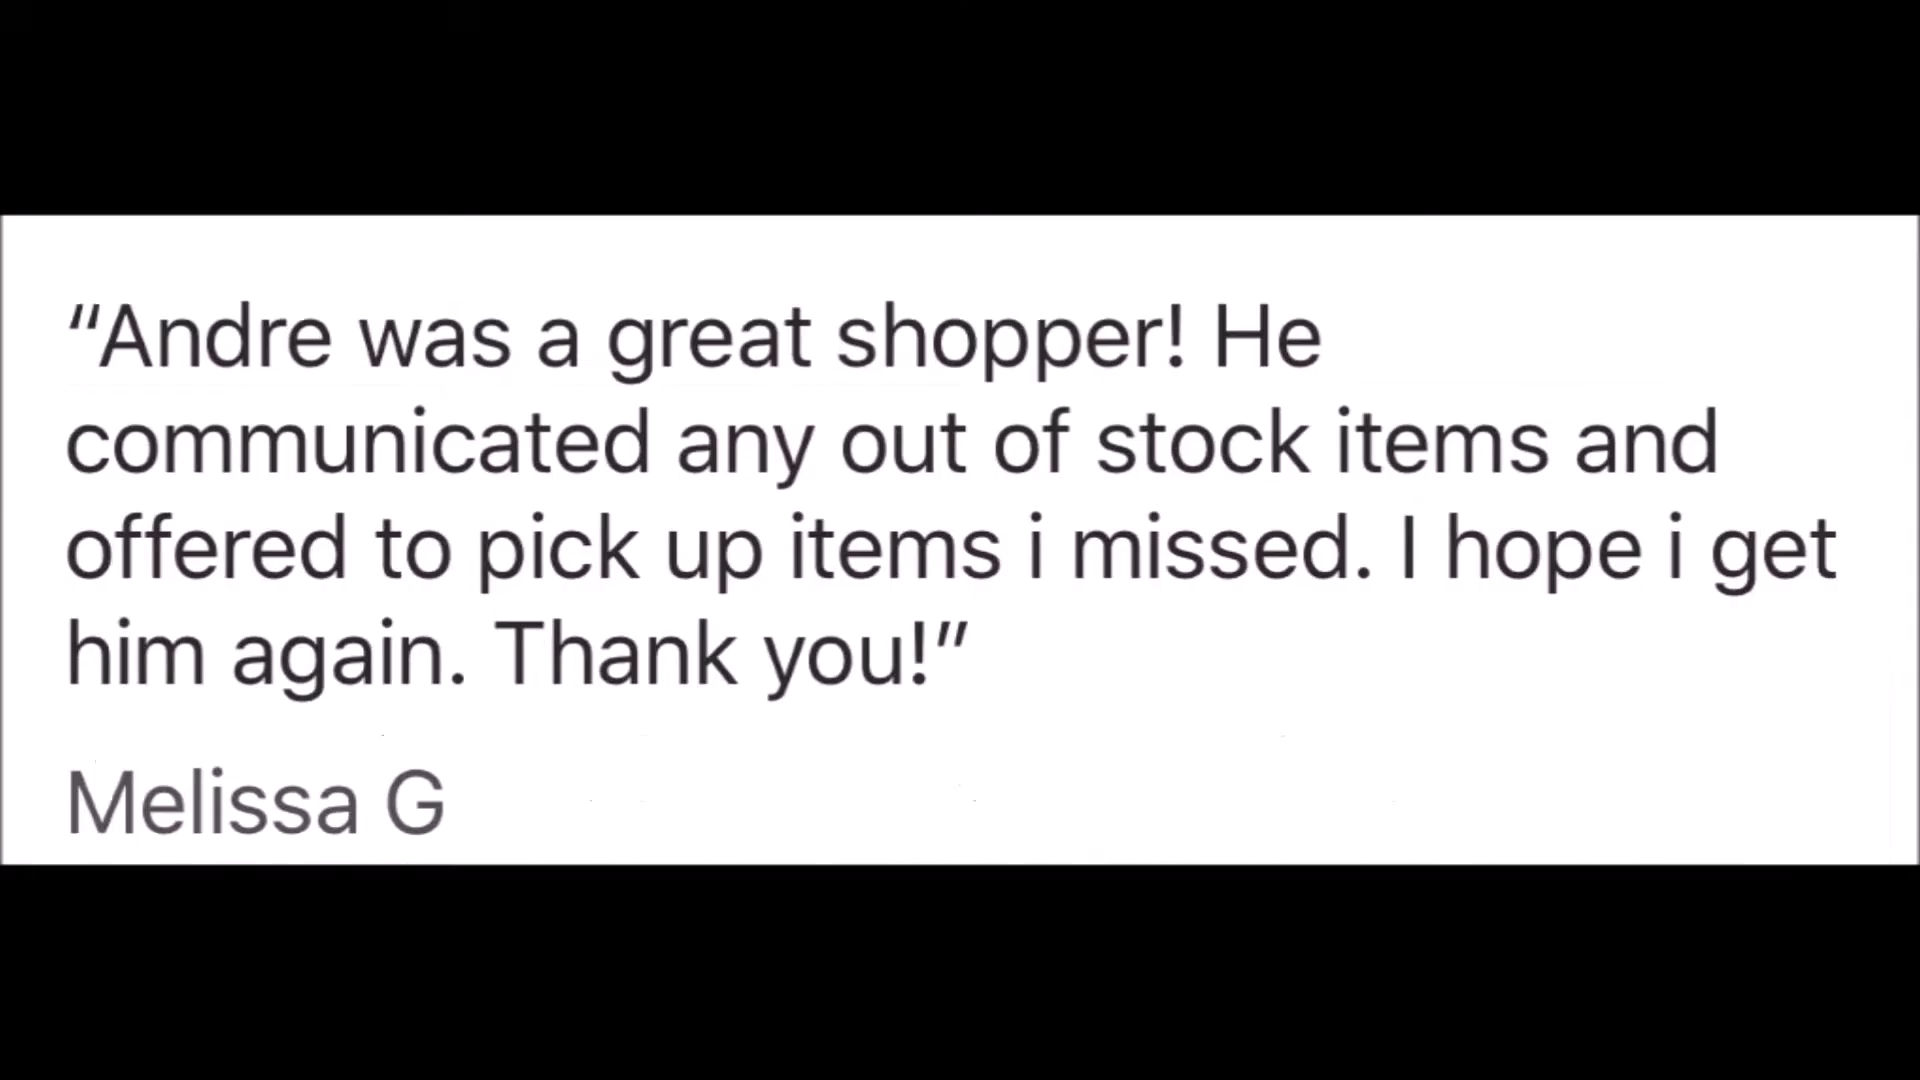 “Andre was a great shopper! He
communicated any out of stock items and
offered to pick up items i missed. I hope i get
him again. Thank you!”
Melissa G